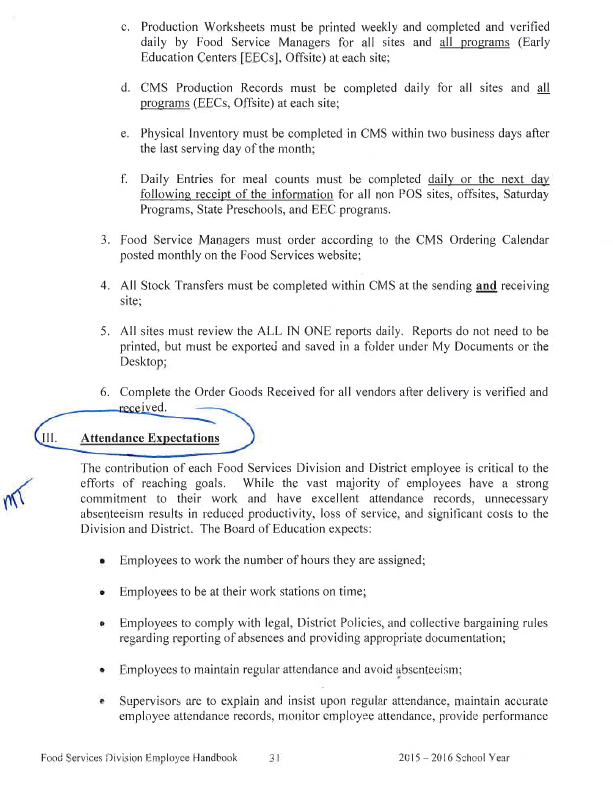 c. Production Worksheets must be printed weekly and completed and verified
daily by Food Service Managers for all sites and all programs (Early
Education Centers [EECs], Offsite) at each site;
d. CMS Production Records must be completed daily for all sites and all
programs (EECs, Offsite) at each site;
e. Physical Inventory must be completed in CMS within two business days after
the last serving day of the month;
f. Daily Entries for meal counts must be completed daily or the next day
following receipt of the information for all non POS sites, offsites, Saturday
Programs, State Preschools, and EEC programs.
3. Food Service Managers must order according to the CMS Ordering Calendar
posted monthly on the Food Services website;
4. All Stock Transfers must be completed within CMS at the sending and receiving
site;
5. All sites must review the ALL IN ONE reports daily. Reports do not need to be
printed, but must be exported and saved in a folder under My Documents or the
Desktop;
6. Complete the Order Goods Received for all vendors after delivery is verified and
received.
III. Attendance Expectations
The contribution of each Food Services Division and District employee is critical to the
efforts of reaching goals. While the vast majority of employees have a strong
MT
commitment to their work and have excellent attendance records, unnecessary
absenteeism results in reduced productivity, loss of service, and significant costs to the
Division and District. The Board of Education expects:
• Employees to work the number of hours they are assigned;
• Employees to be at their work stations on time;
• Employees to comply with legal, District Policies, and collective bargaining rules
regarding reporting of absences and providing appropriate documentation;
• Employees to maintain regular attendance and avoid absenteeism;
• Supervisors are to explain and insist upon regular attendance, maintain accurate
employee attendance records, monitor employee attendance, provide performance
Food Services Division Employee Handbook 31 2015 – 2016 School Year